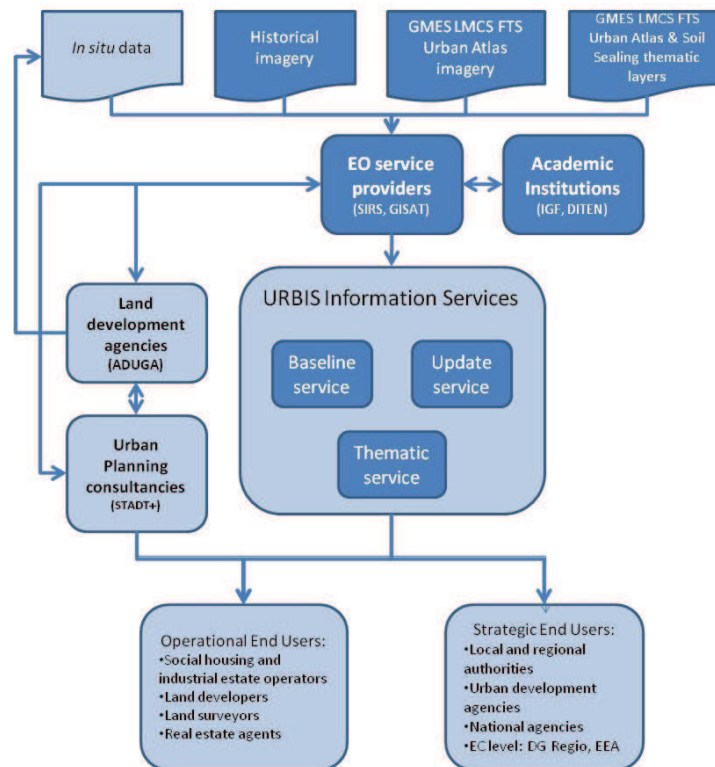 In situ data
Historical
imagery
GMES LMCS FTS
Urban Atlas
imagery
GMES LMCS FTS
Urban Atlas & Soil
Sealing thematic
layers
EO service
providers
(SIRS, GISAT)
Academic
Institutions
(IGF, DITEN)
Land
development
agencies
(ADUGA)
URBIS Information Services
Baseline
service
Update
service
Thematic
service
Urban
Planning
consultancies
(STADT+)
Operational End Users:
•Social housing and
industrial estate operators
•Land developers
•Land surveyors
•Real estate agents
Strategic End Users:
•Local and regional
authorities
•Urban development
agencies
•National agencies
•EC level: DG Regio, EEA